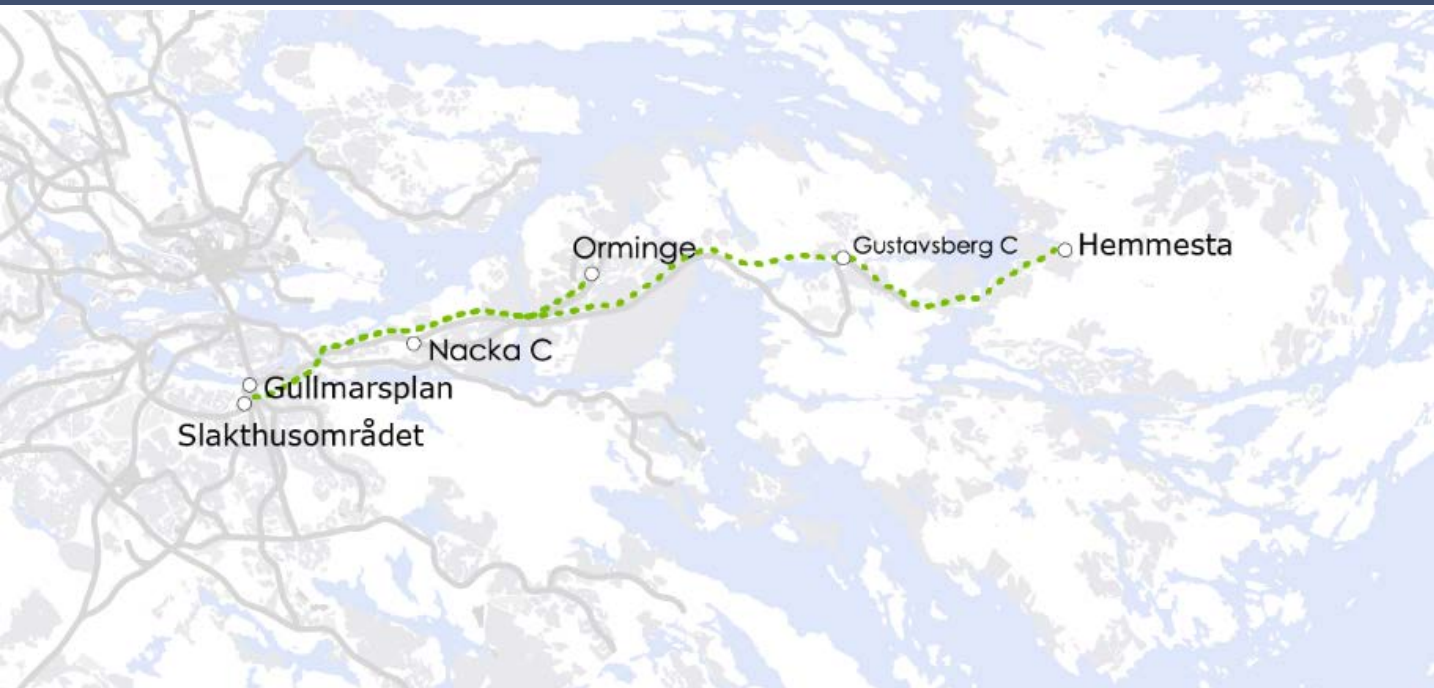 Orminge
Gustavsberg C
Hemmesta
Nacka C
Gullmarsplan
Slakthusområdet